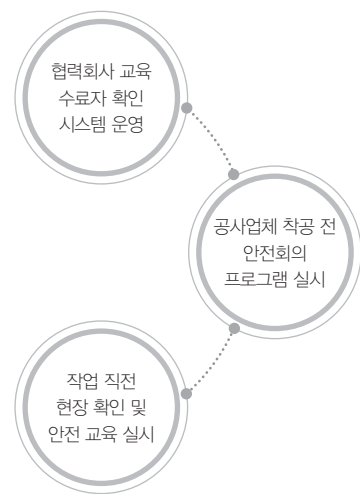 협력회사 교육
수료자 확인
시스템 운영
공사업체 착공 전
안전회의
프로그램 실시
작업 직전
현장 확인 및
안전 교육 실시